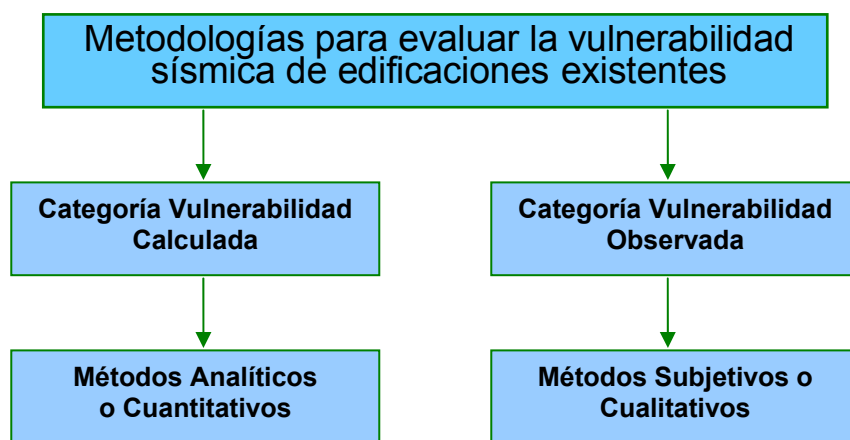 Metodologías para evaluar la vulnerabilidad
sísmica de edificaciones existentes
Categoría Vulnerabilidad
Calculada
Categoría Vulnerabilidad
Observada
Métodos Analíticos
o Cuantitativos
Métodos Subjetivos o
Cualitativos